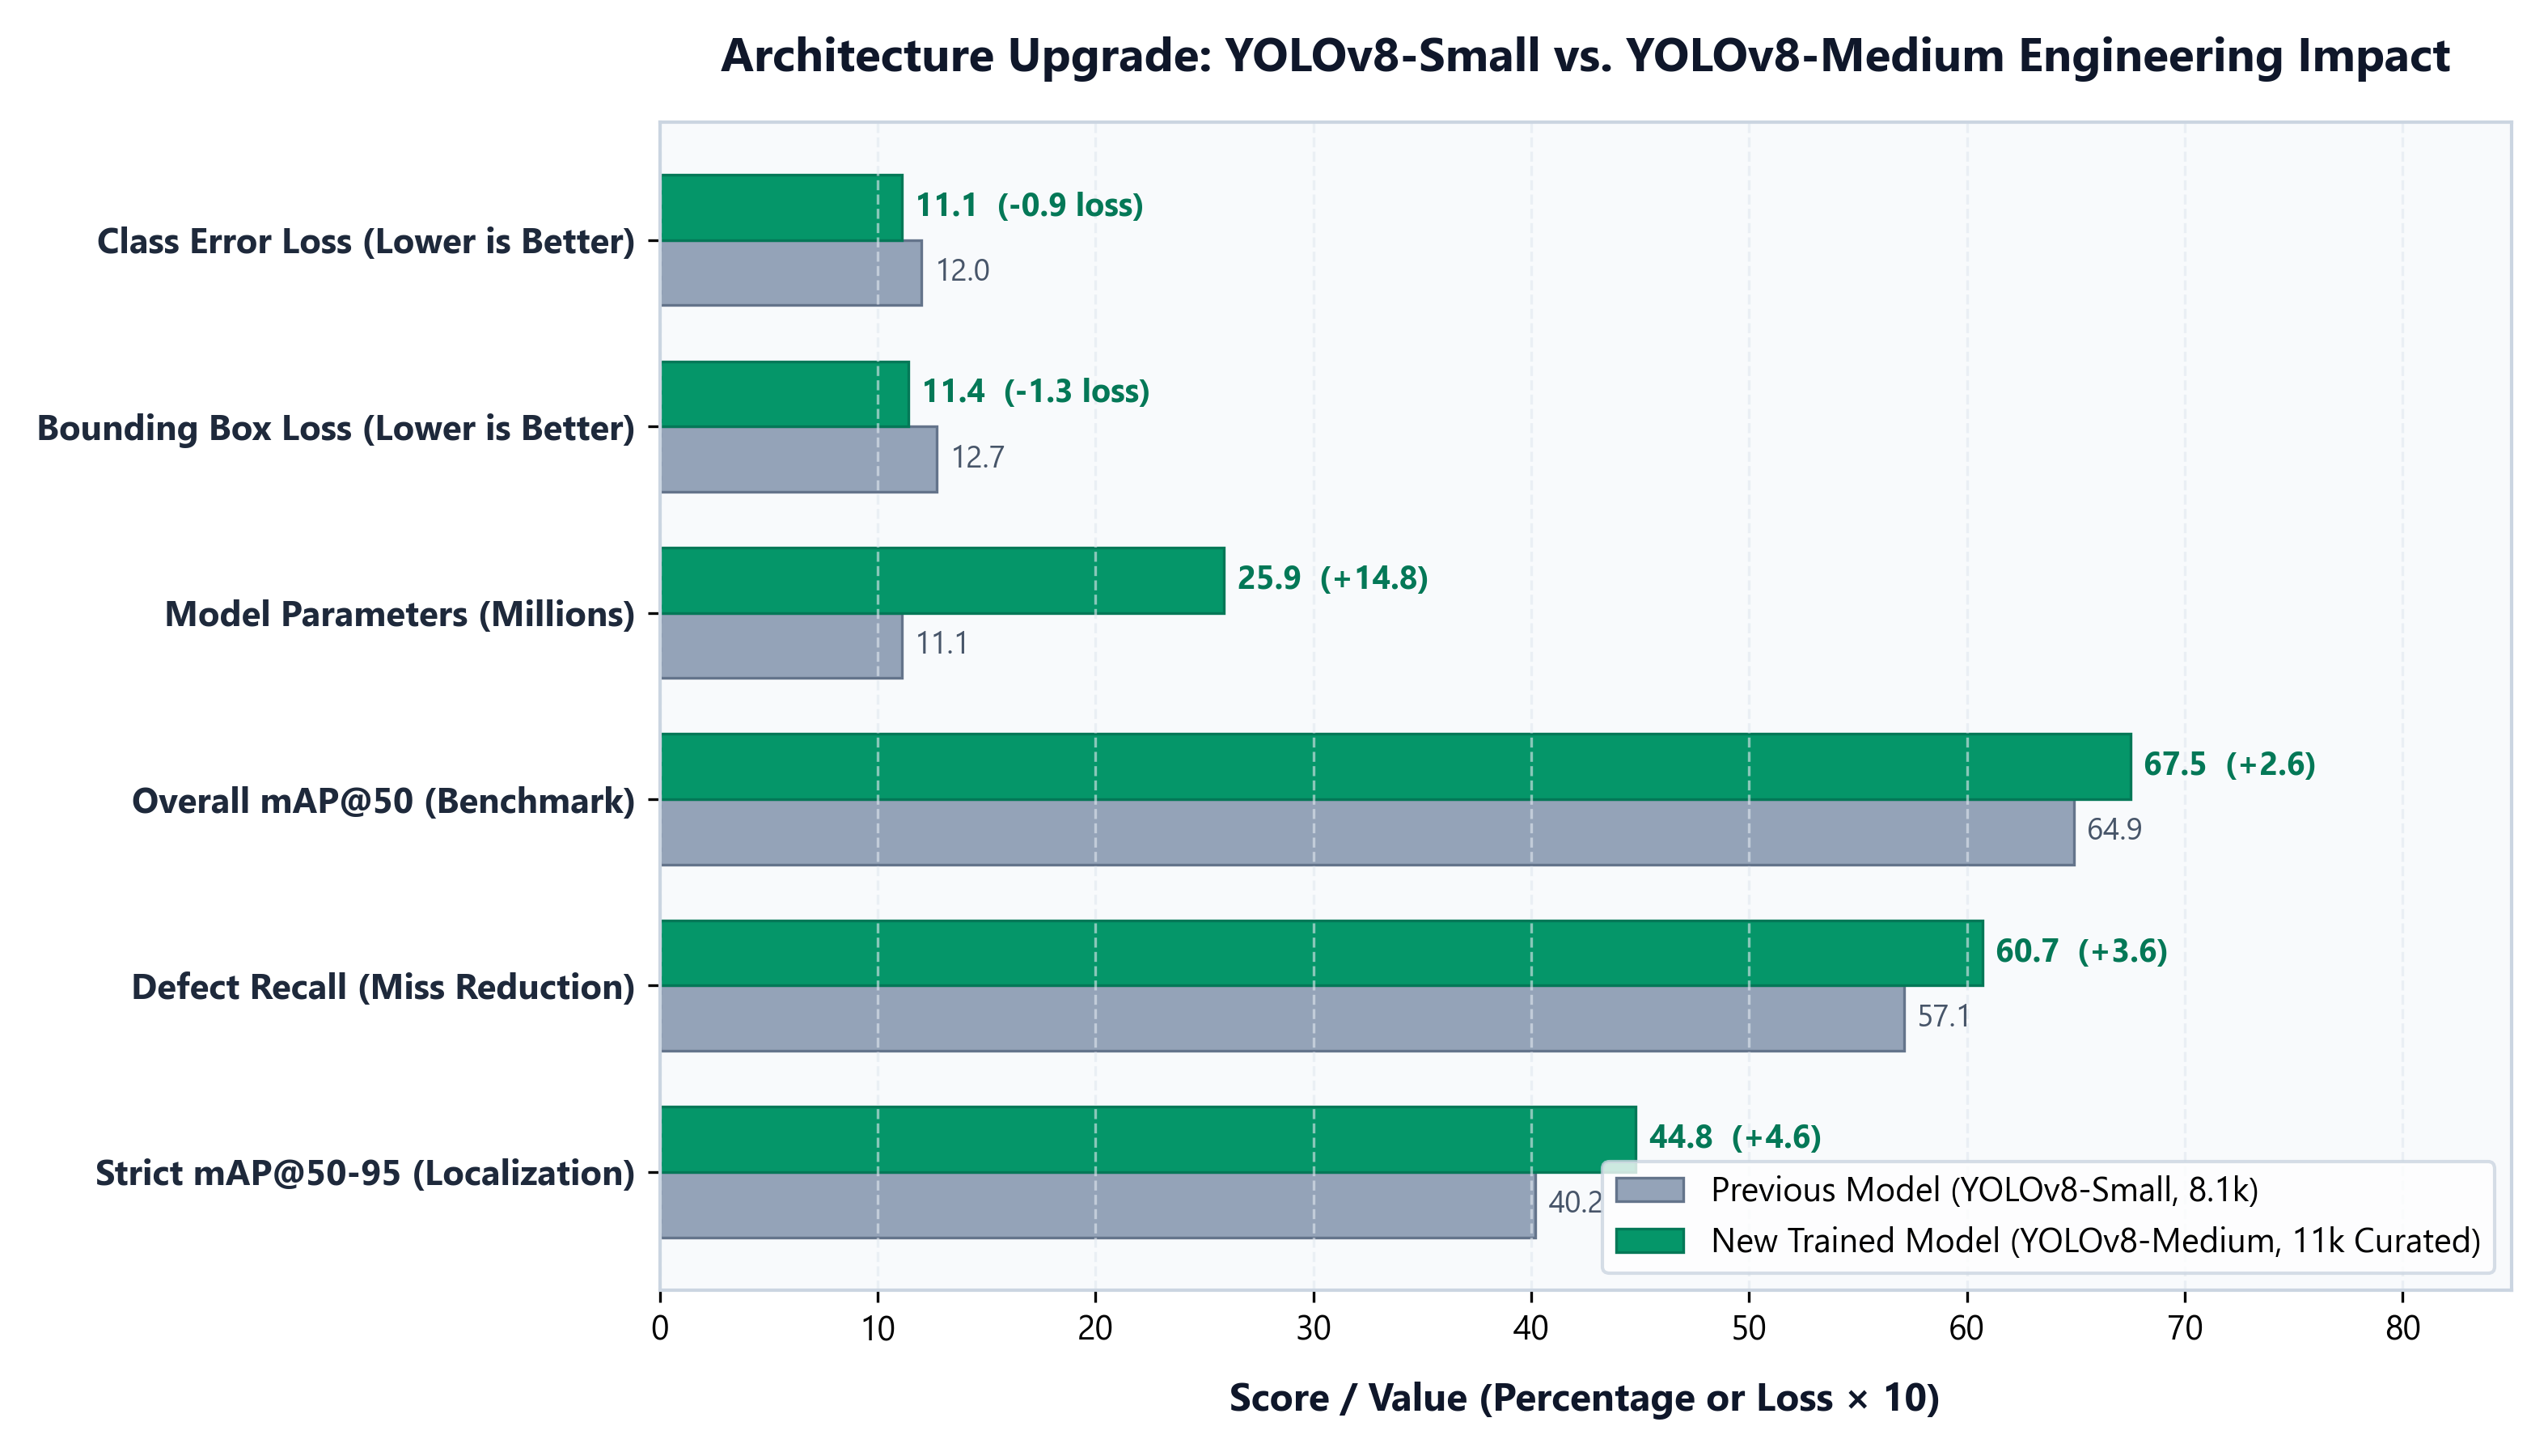 Architecture Upgrade: YOLOv8-Small vs. YOLOv8-Medium Engineering Impact
Class Error Loss (Lower is Better)
11.1 (-0.9 loss)
12.0
Bounding Box Loss (Lower is Better)
11.4 (-1.3 loss)
12.7
Model Parameters (Millions)
25.9 (+14.8)
11.1
Overall mAP@50 (Benchmark)
67.5 (+2.6)
64.9
Defect Recall (Miss Reduction)
60.7 (+3.6)
57.1
Strict mAP@50-95 (Localization)
44.8 (+4.6)
40.2
Previous Model (YOLOv8-Small, 8.1k)
New Trained Model (YOLOv8-Medium, 11k Curated)
0 10 20 30 40 50 60 70 80
Score / Value (Percentage or Loss × 10)